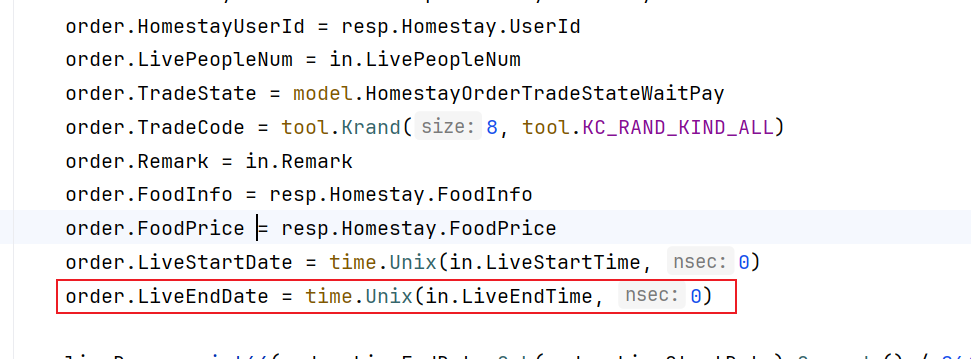 order.HomestayUserId = resp.Homestay.UserId
order.LivePeopleNum = in.LivePeopleNum
order.TradeState = model.HomestayOrderTradeStateWaitPay
order.TradeCode = tool.Krand( size: 8, tool.KC_RAND_KIND_ALL)
order.Remark = in.Remark
order.FoodInfo = resp.Homestay.FoodInfo
order.FoodPrice = resp.Homestay.FoodPrice
order.LiveStartDate = time.Unix(in.LiveStartTime, nsec: 0)
order.LiveEndDate = time.Unix(in.LiveEndTime, nsec: 0)